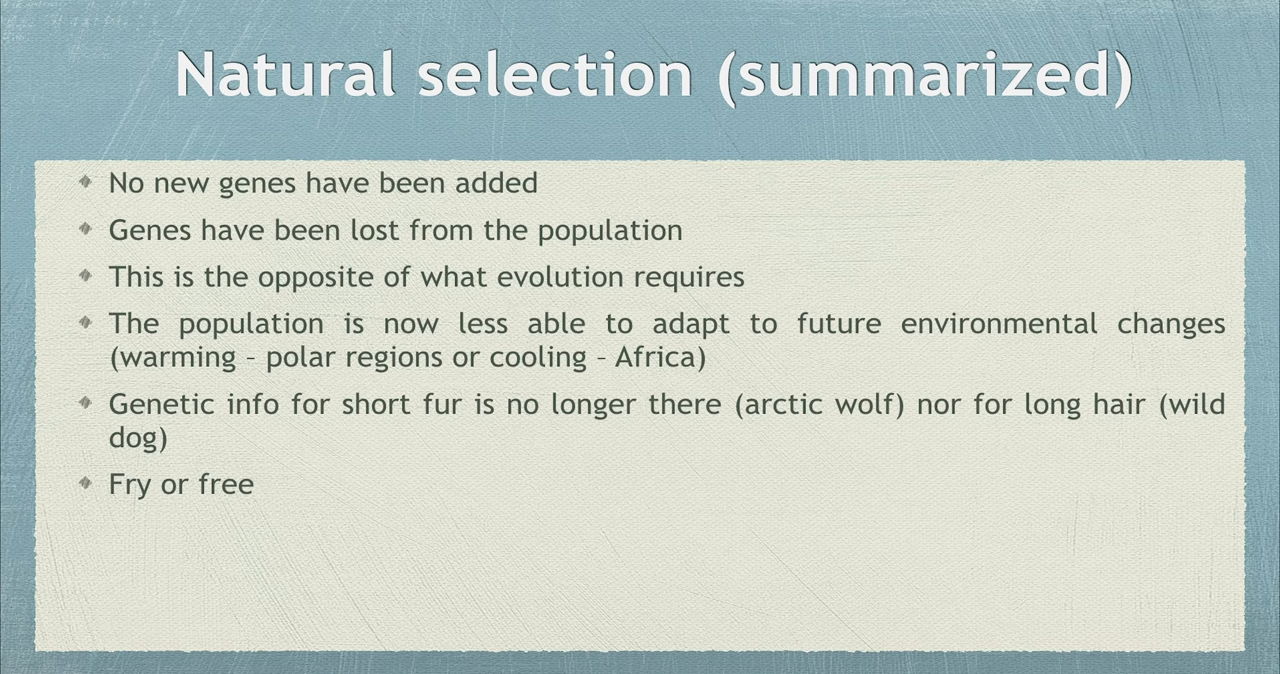 Natural selection (summarized)
No new genes have been added
Genes have been lost from the population
This is the opposite of what evolution requires
The population is now less able to adapt to future environmental changes
(warming – polar regions or cooling – Africa)
Genetic info for short fur is no longer there (arctic wolf) nor for long hair (wild
dog)
Fry or free